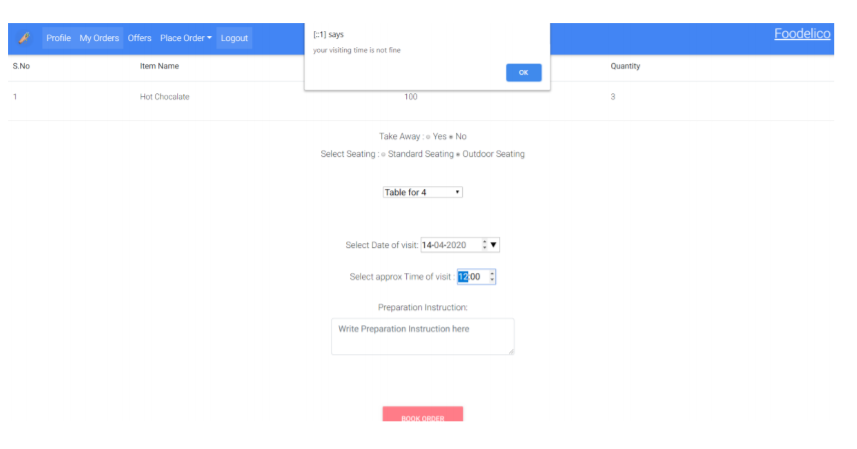 Profile My Orders Offers Place Order Logout Foodelico
[::1] says
your visiting time is not fine
OK
S.No Item Name Quantity
1 Hot Chocalate 100 3
Take Away : Yes No
Select Seating : Standard Seating Outdoor Seating
Table for 4
Select Date of visit: 14-04-2020
Select approx Time of visit : 12:00
Preparation Instruction:
Write Preparation Instruction here
BOOK ORDER